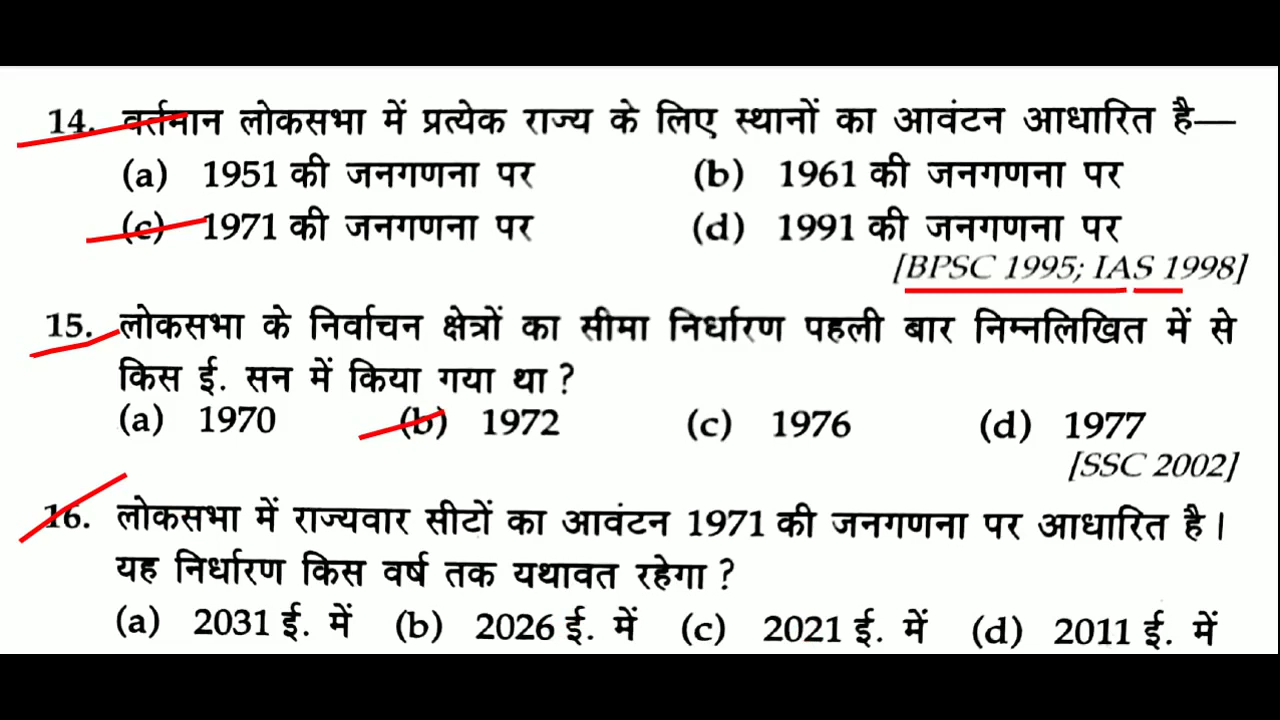 14. वर्तमान लोकसभा में प्रत्येक राज्य के लिए स्थानों का आवंटन आधारित है—
(a) 1951 की जनगणना पर (b) 1961 की जनगणना पर
(c) 1971 की जनगणना पर (d) 1991 की जनगणना पर
[BPSC 1995; IAS 1998]
15. लोकसभा के निर्वाचन क्षेत्रों का सीमा निर्धारण पहली बार निम्नलिखित में से
किस ई. सन में किया गया था ?
(a) 1970 (b) 1972 (c) 1976 (d) 1977
[SSC 2002]
16. लोकसभा में राज्यवार सीटों का आवंटन 1971 की जनगणना पर आधारित है।
यह निर्धारण किस वर्ष तक यथावत रहेगा ?
(a) 2031 ई. में (b) 2026 ई. में (c) 2021 ई. में (d) 2011 ई. में